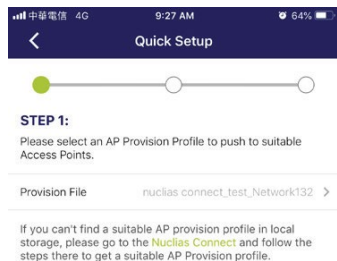 中華電信 4G 9:27 AM 64%
Quick Setup
STEP 1:
Please select an AP Provision Profile to push to suitable
Access Points.
Provision File nuclias connect_test_Network132
If you can't find a suitable AP provision profile in local
storage, please go to the Nuclias Connect and follow the
steps there to get a suitable AP Provision profile.